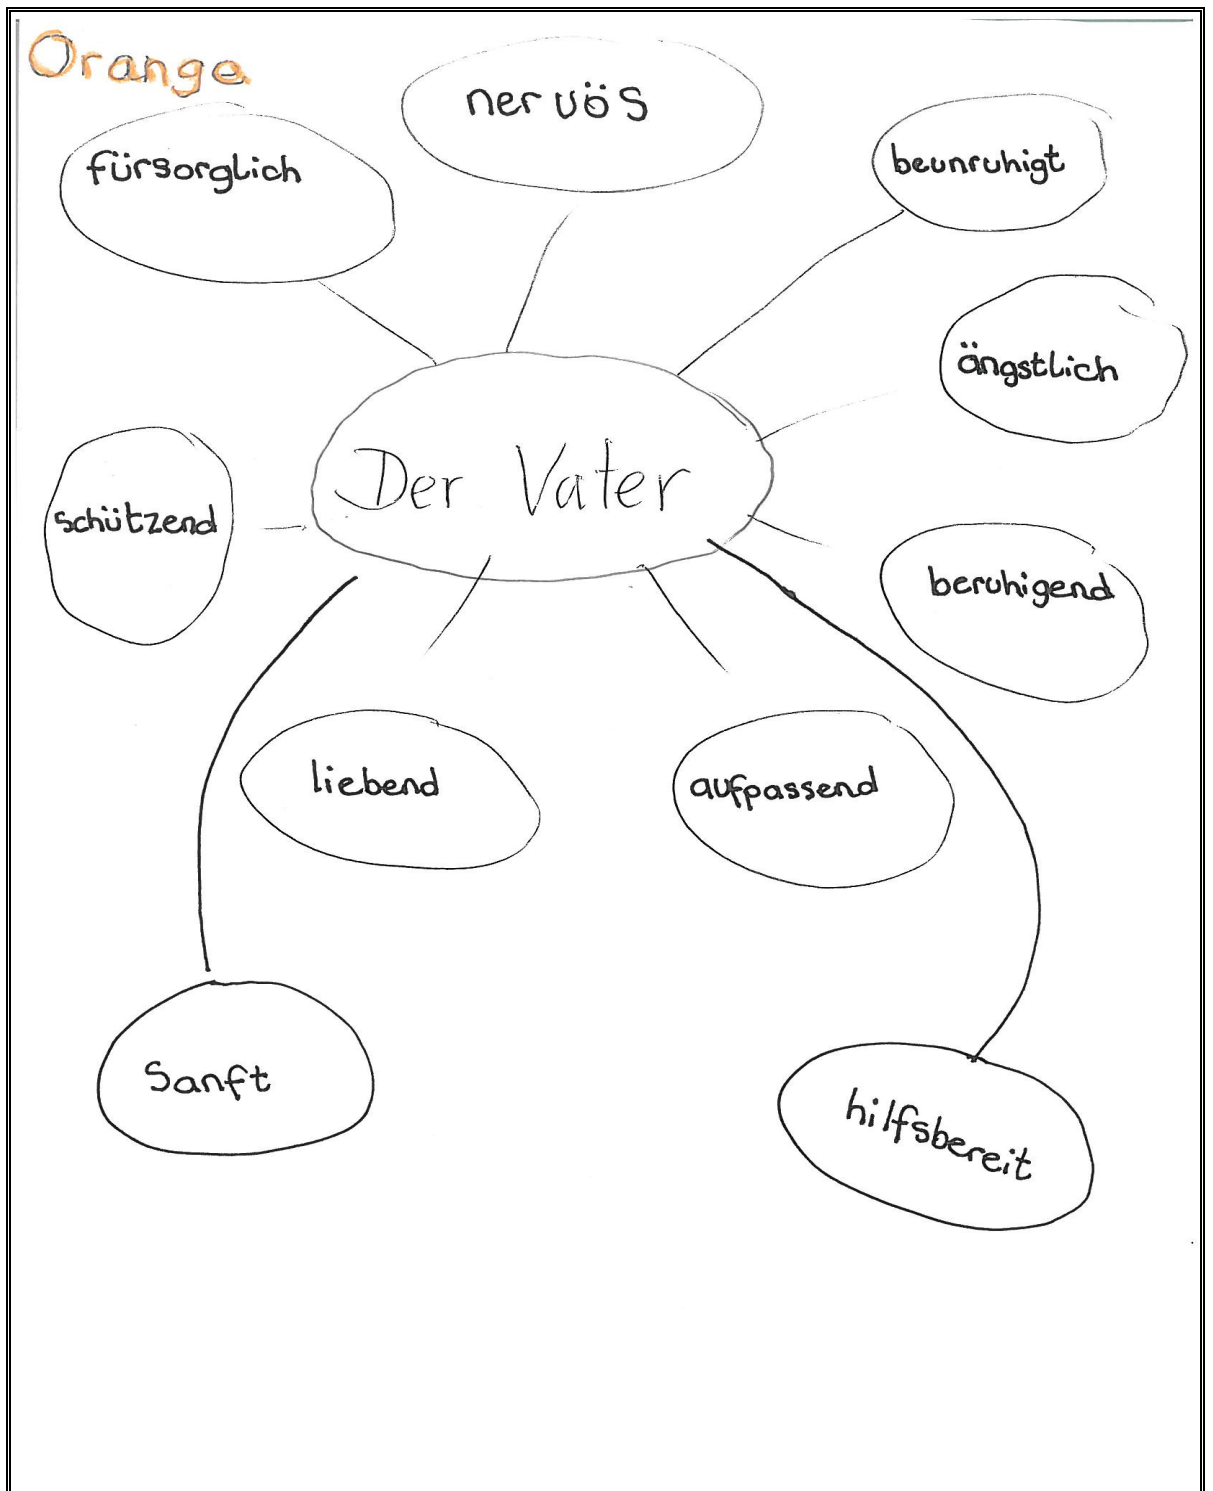 Orange
nervös
fürsorglich
beunruhigt
ängstlich
Der Vater
schützend
beruhigend
liebend
aufpassend
Sanft
hilfsbereit